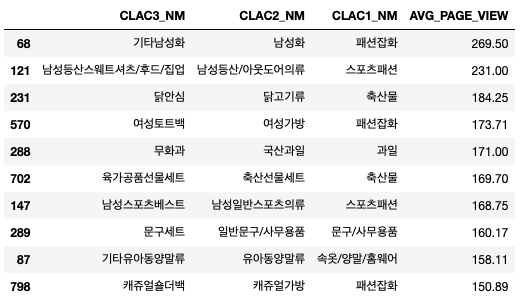 CLAC3_NM CLAC2_NM CLAC1_NM AVG_PAGE_VIEW
68 기타남성화 남성화 패션잡화 269.50
121 남성등산스웨트셔츠/후드/집업 남성등산/아웃도어의류 스포츠패션 231.00
231 닭안심 닭고기류 축산물 184.25
570 여성토트백 여성가방 패션잡화 173.71
288 무화과 국산과일 과일 171.00
702 육가공품선물세트 축산선물세트 축산물 169.70
147 남성스포츠베스트 남성일반스포츠의류 스포츠패션 168.75
289 문구세트 일반문구/사무용품 문구/사무용품 160.17
87 기타유아동양말류 유아동양말류 속옷/양말/홈웨어 158.11
798 캐쥬얼숄더백 캐쥬얼가방 패션잡화 150.89